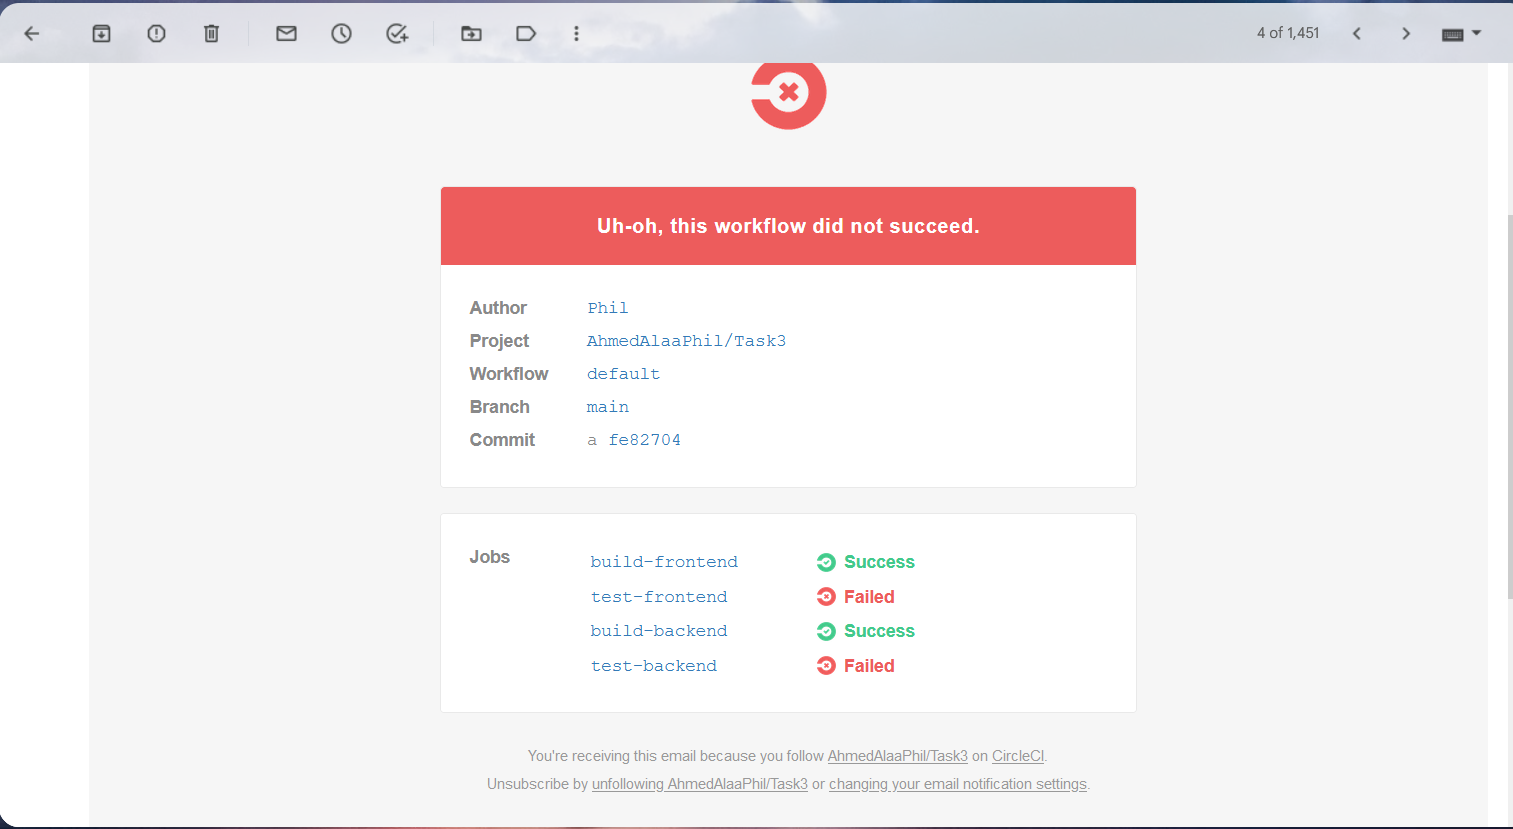 4 of 1,451
Uh-oh, this workflow did not succeed.
Author Phil
Project AhmedAlaaPhil/Task3
Workflow default
Branch main
Commit a fe82704
Jobs build-frontend Success
test-frontend Failed
build-backend Success
test-backend Failed
You're receiving this email because you follow AhmedAlaaPhil/Task3 on CircleCI.
Unsubscribe by unfollowing AhmedAlaaPhil/Task3 or changing your email notification settings.